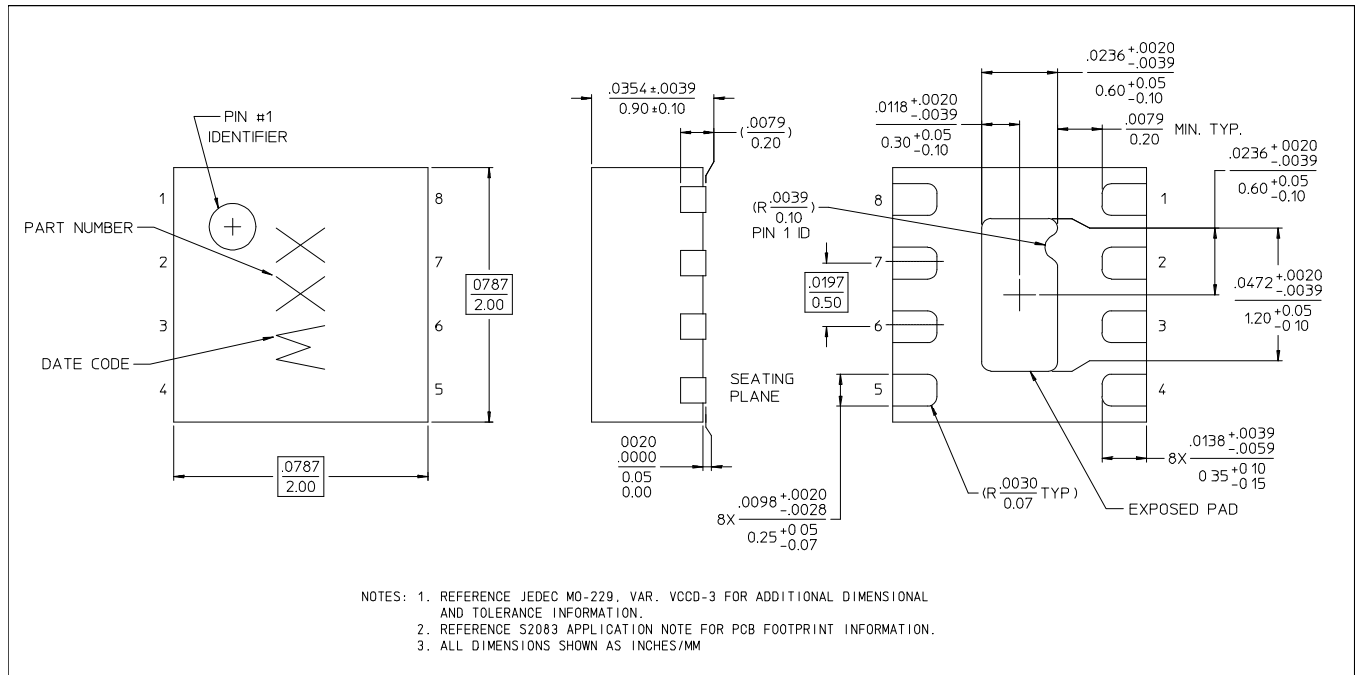 PIN #1
IDENTIFIER
PART NUMBER
DATE CODE
1
2
3
4
8
7
6
5
.0787
2.00
.0787
2.00
.0354 ±.0039
0.90 ±0.10
(.0079)
0.20
SEATING
PLANE
0020
.0000
0.05
0.00
.0118 +.0020
-.0039
0.30 +0.05
-0.10
.0236 +.0020
-.0039
0.60 +0.05
-0.10
.0079 MIN. TYP.
0.20
.0236 +0020
-.0039
0.60 +0.05
-0.10
(R .0039)
0.10
PIN 1 ID
.0197
0.50
8
7
6
5
1
2
3
4
.0472 +.0020
-.0039
1.20 +0.05
-0 10
8X .0138 +.0039
-.0059
0 35 +0 10
-0 15
8X .0098 +.0020
-.0028
0.25 +0 05
-0.07
(R .0030 TYP)
0.07
EXPOSED PAD
NOTES: 1. REFERENCE JEDEC MO-229, VAR. VCCD-3 FOR ADDITIONAL DIMENSIONAL
AND TOLERANCE INFORMATION.
2. REFERENCE S2083 APPLICATION NOTE FOR PCB FOOTPRINT INFORMATION.
3. ALL DIMENSIONS SHOWN AS INCHES/MM